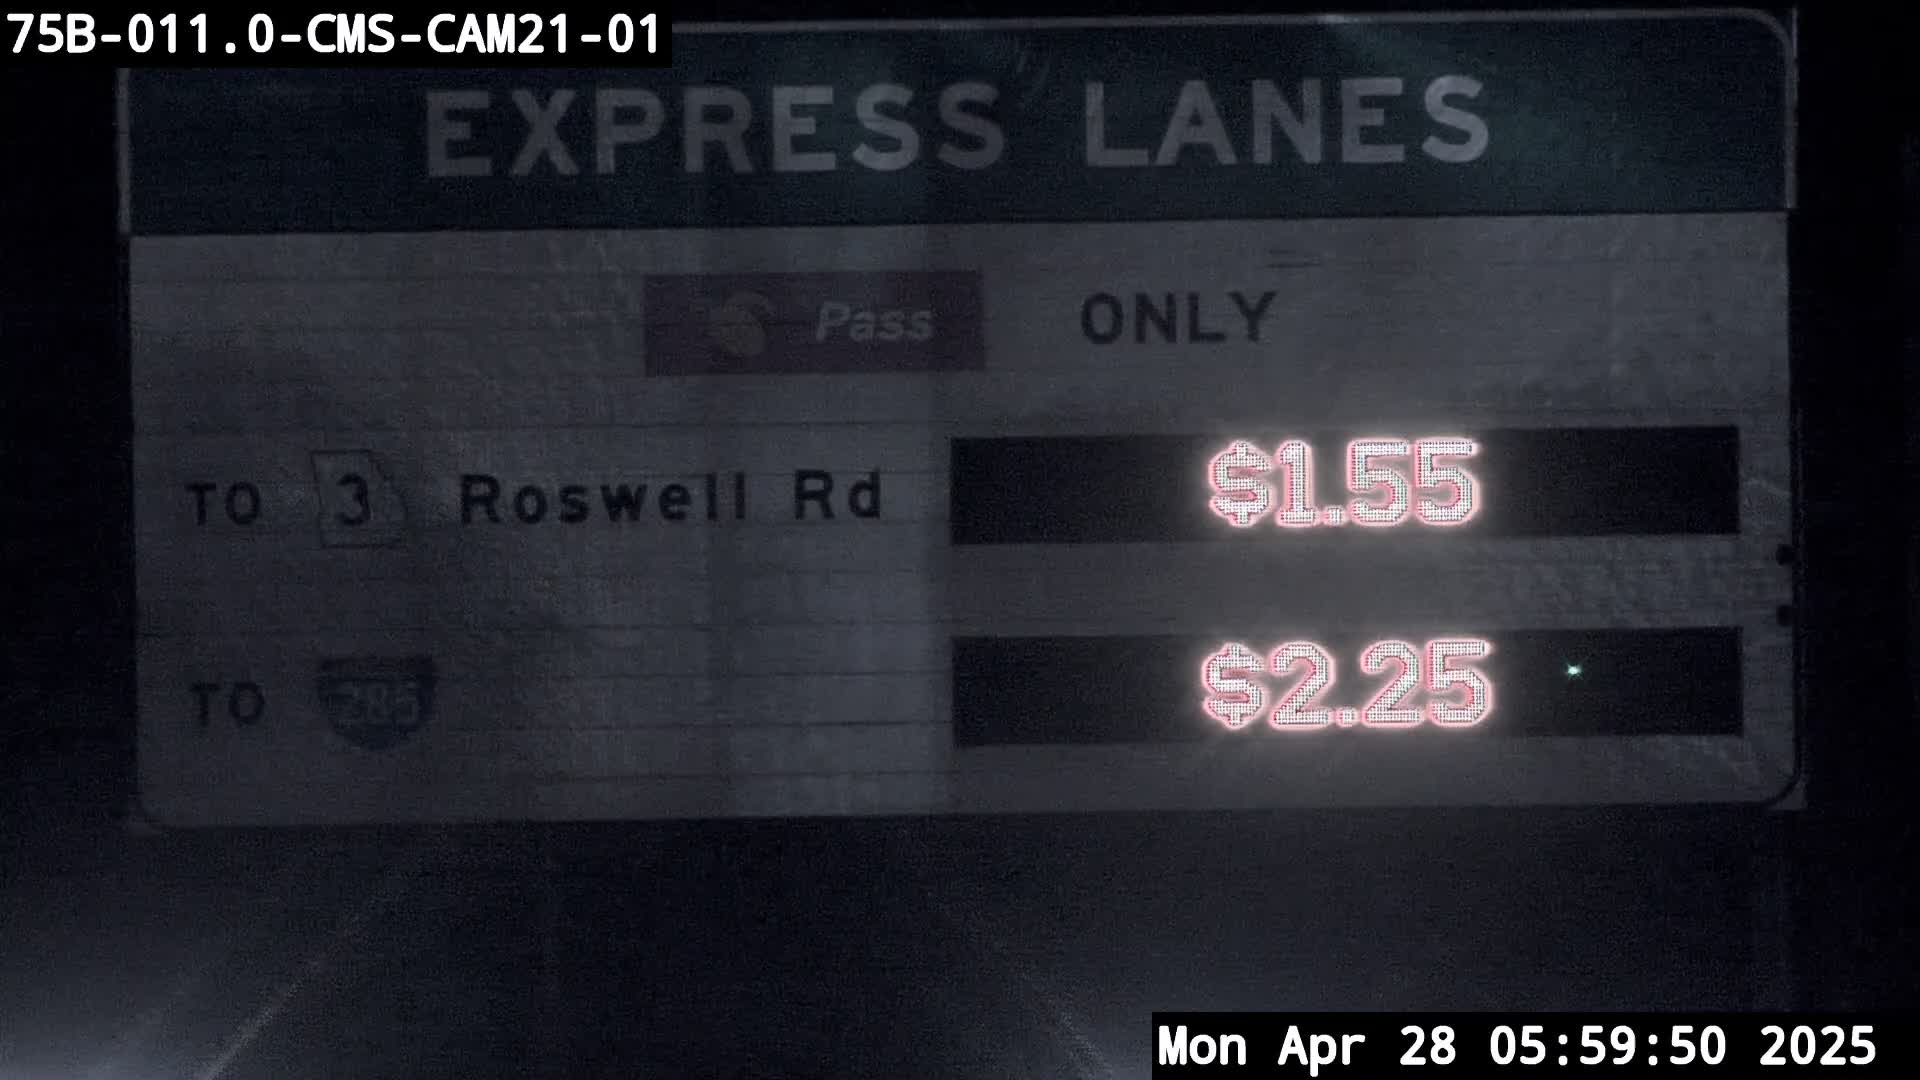 75B-011.0-CMS-CAM21-01
EXPRESS LANES
Pass ONLY
TO 3 Roswell Rd $1.55
TO 285 $2.25
Mon Apr 28 05:59:50 2025